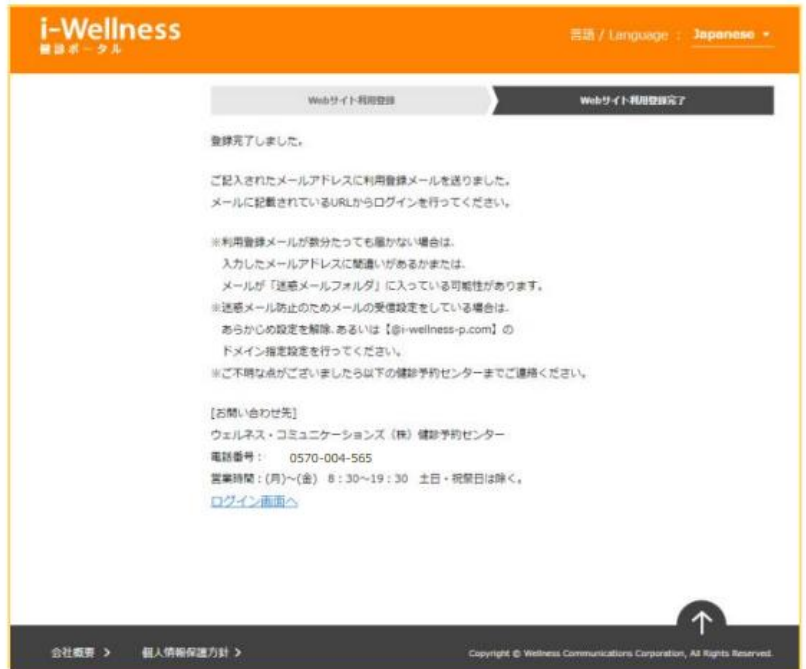 i-Wellness
健診ポータル
言語 / Language : Japanese
Webサイト利用登録
Webサイト利用登録完了
登録完了しました。
ご記入されたメールアドレスに利用登録メールを送りました。
メールに記載されているURLからログインを行ってください。
※利用登録メールが数分たっても届かない場合は、
入力したメールアドレスに間違いがあるかまたは、
メールが「迷惑メールフォルダ」に入っている可能性があります。
※迷惑メール防止のためメールの受信設定をしている場合は、
あらかじめ設定を解除、あるいは【@i-wellness-p.com】の
ドメイン指定設定を行ってください。
※ご不明な点がございましたら以下の健診予約センターまでご連絡ください。
[お問い合わせ先]
ウェルネス・コミュニケーションズ（株）健診予約センター
電話番号： 0570-004-565
営業時間：(月)～(金) 8：30～19：30 土日・祝祭日は除く。
ログイン画面へ
会社概要 >
個人情報保護方針 >
Copyright © Wellness Communications Corporation, All Rights Reserved.